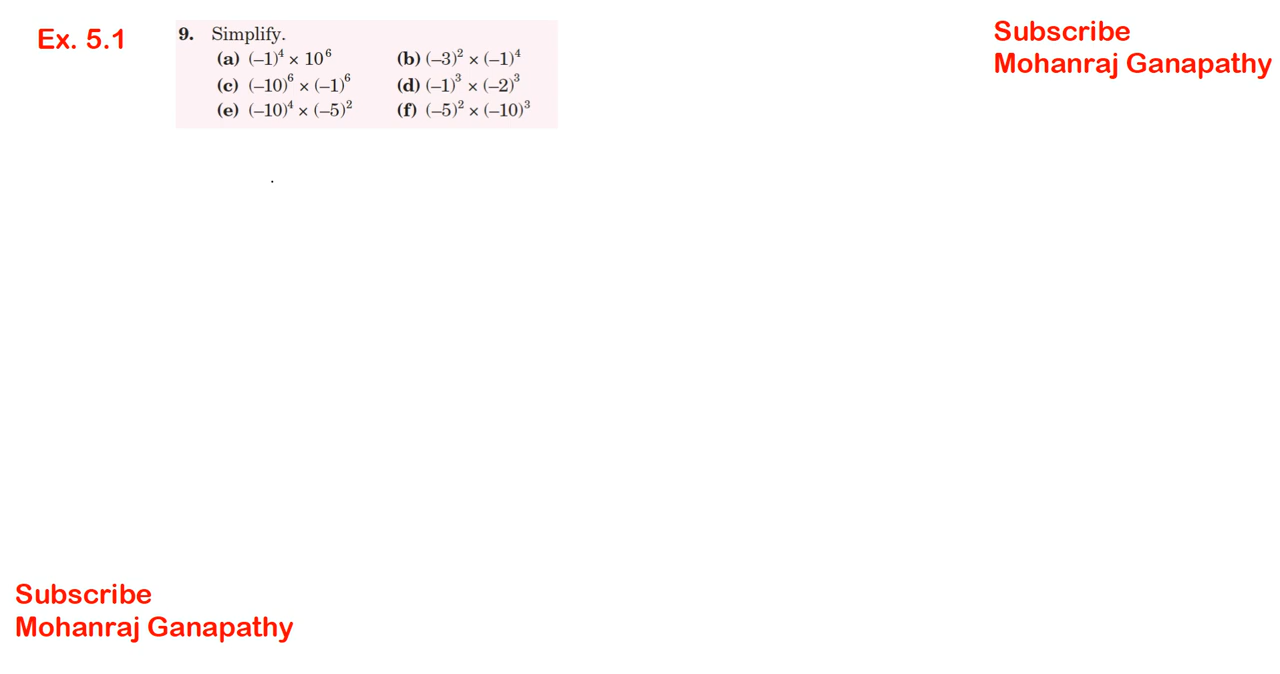 Ex. 5.1
9. Simplify.
(a) (–1)⁴ × 10⁶ (b) (–3)² × (–1)⁴
(c) (–10)⁶ × (–1)⁶ (d) (–1)³ × (–2)³
(e) (–10)⁴ × (–5)² (f) (–5)² × (–10)³
Subscribe
Mohanraj Ganapathy
Subscribe
Mohanraj Ganapathy